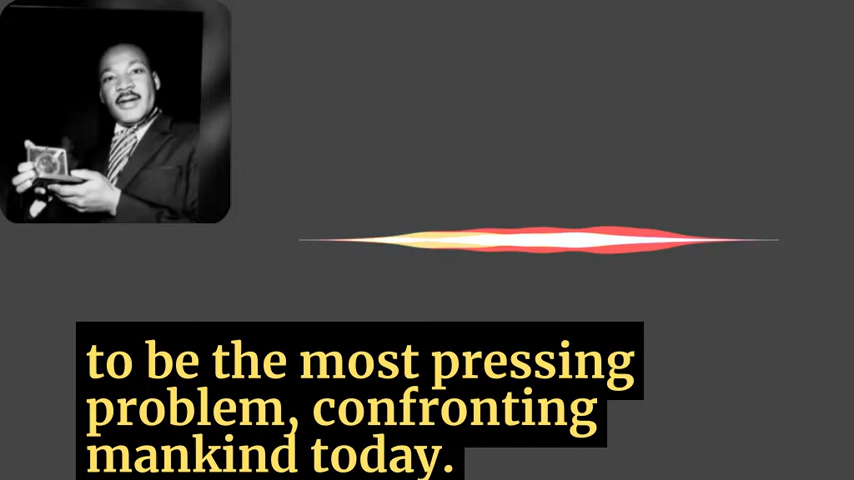 to be the most pressing
problem, confronting
mankind today.